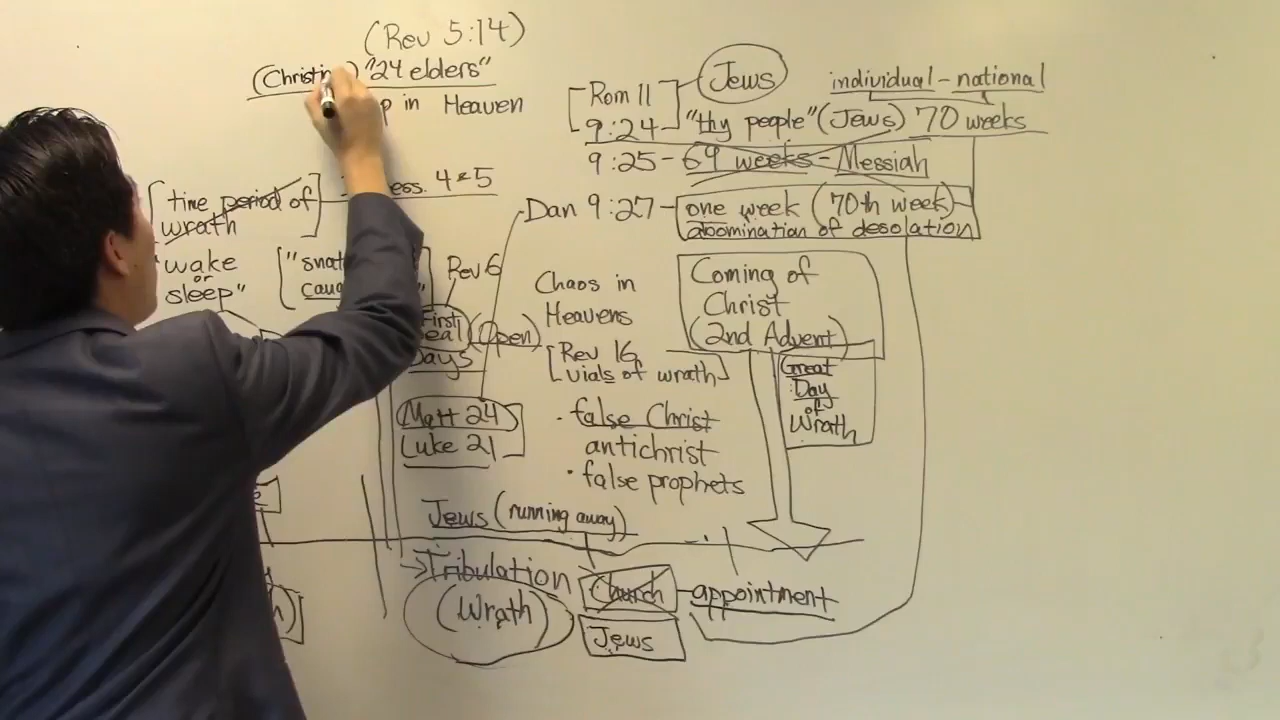 (Rev 5:14)
"24 elders"
in Heaven
ess. 4 & 5
time period of
wrath
wake
or
sleep"
"snat
caug
Rev 6
First
seal (Open)
Days
Matt 24
Luke 21
Jews (running away)
Tribulation
(Wrath)
Church
Jews
appointment
Chaos in
Heavens
Rev 16
vials of wrath
· false Christ
antichrist
· false prophets
Rom 11
Jews
individual - national
9:24 "thy people" (Jews) 70 weeks
9:25 - 69 weeks - Messiah
Dan 9:27 - one week (70th week)
abomination of desolation
Coming of
Christ
(2nd Advent)
Great
Day
of
Wrath